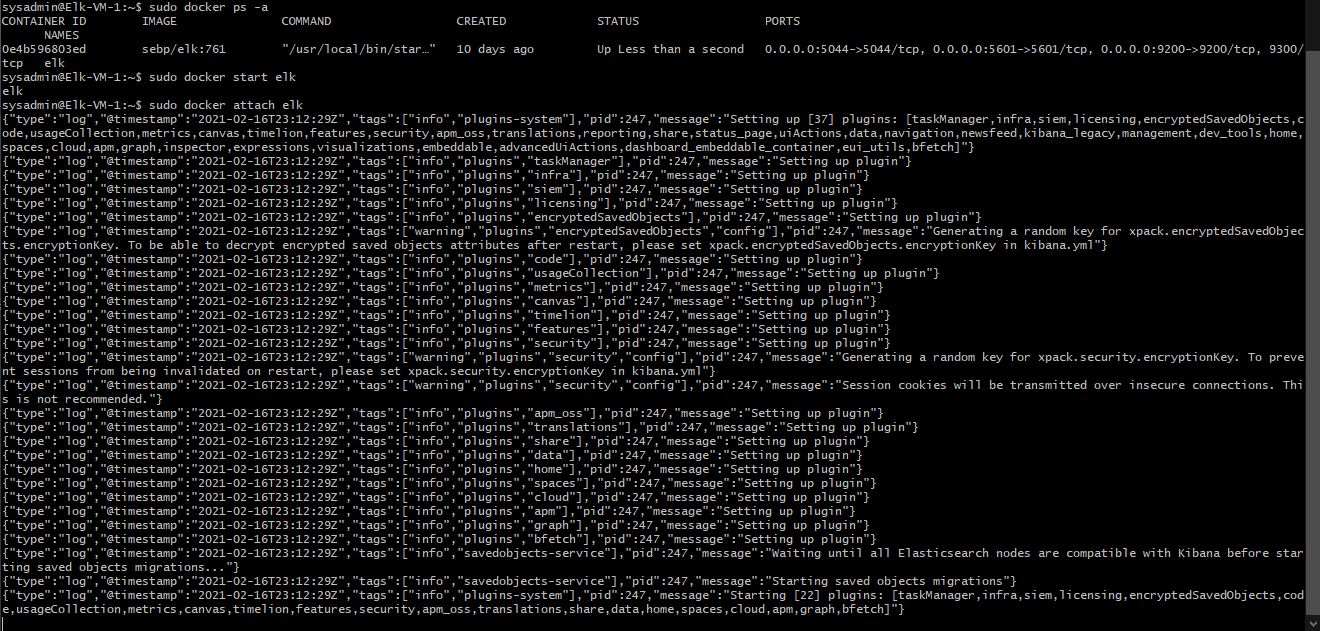 sysadmin@Elk-VM-1:~$ sudo docker ps -a
CONTAINER ID        IMAGE               COMMAND                  CREATED             STATUS                  PORTS
      NAMES
0e4b596803ed        sebp/elk:761        "/usr/local/bin/star…"   10 days ago         Up Less than a second   0.0.0.0:5044->5044/tcp, 0.0.0.0:5601->5601/tcp, 0.0.0.0:9200->9200/tcp, 9300/
tcp   elk
sysadmin@Elk-VM-1:~$ sudo docker start elk
elk
sysadmin@Elk-VM-1:~$ sudo docker attach elk
{"type":"log","@timestamp":"2021-02-16T23:12:29Z","tags":["info","plugins-system"],"pid":247,"message":"Setting up [37] plugins: [taskManager,infra,siem,licensing,encryptedSavedObjects,c
ode,usageCollection,metrics,canvas,timelion,features,security,apm_oss,translations,reporting,share,status_page,uiActions,data,navigation,newsfeed,kibana_legacy,management,dev_tools,home,
spaces,cloud,apm,graph,inspector,expressions,visualizations,embeddable,advancedUiActions,dashboard_embeddable_container,eui_utils,bfetch]"}
{"type":"log","@timestamp":"2021-02-16T23:12:29Z","tags":["info","plugins","taskManager"],"pid":247,"message":"Setting up plugin"}
{"type":"log","@timestamp":"2021-02-16T23:12:29Z","tags":["info","plugins","infra"],"pid":247,"message":"Setting up plugin"}
{"type":"log","@timestamp":"2021-02-16T23:12:29Z","tags":["info","plugins","siem"],"pid":247,"message":"Setting up plugin"}
{"type":"log","@timestamp":"2021-02-16T23:12:29Z","tags":["info","plugins","licensing"],"pid":247,"message":"Setting up plugin"}
{"type":"log","@timestamp":"2021-02-16T23:12:29Z","tags":["info","plugins","encryptedSavedObjects"],"pid":247,"message":"Setting up plugin"}
{"type":"log","@timestamp":"2021-02-16T23:12:29Z","tags":["warning","plugins","encryptedSavedObjects","config"],"pid":247,"message":"Generating a random key for xpack.encryptedSavedObjec
ts.encryptionKey. To be able to decrypt encrypted saved objects attributes after restart, please set xpack.encryptedSavedObjects.encryptionKey in kibana.yml"}
{"type":"log","@timestamp":"2021-02-16T23:12:29Z","tags":["info","plugins","code"],"pid":247,"message":"Setting up plugin"}
{"type":"log","@timestamp":"2021-02-16T23:12:29Z","tags":["info","plugins","usageCollection"],"pid":247,"message":"Setting up plugin"}
{"type":"log","@timestamp":"2021-02-16T23:12:29Z","tags":["info","plugins","metrics"],"pid":247,"message":"Setting up plugin"}
{"type":"log","@timestamp":"2021-02-16T23:12:29Z","tags":["info","plugins","canvas"],"pid":247,"message":"Setting up plugin"}
{"type":"log","@timestamp":"2021-02-16T23:12:29Z","tags":["info","plugins","timelion"],"pid":247,"message":"Setting up plugin"}
{"type":"log","@timestamp":"2021-02-16T23:12:29Z","tags":["info","plugins","features"],"pid":247,"message":"Setting up plugin"}
{"type":"log","@timestamp":"2021-02-16T23:12:29Z","tags":["info","plugins","security"],"pid":247,"message":"Setting up plugin"}
{"type":"log","@timestamp":"2021-02-16T23:12:29Z","tags":["warning","plugins","security","config"],"pid":247,"message":"Generating a random key for xpack.security.encryptionKey. To preve
nt sessions from being invalidated on restart, please set xpack.security.encryptionKey in kibana.yml"}
{"type":"log","@timestamp":"2021-02-16T23:12:29Z","tags":["warning","plugins","security","config"],"pid":247,"message":"Session cookies will be transmitted over insecure connections. Thi
s is not recommended."}
{"type":"log","@timestamp":"2021-02-16T23:12:29Z","tags":["info","plugins","apm_oss"],"pid":247,"message":"Setting up plugin"}
{"type":"log","@timestamp":"2021-02-16T23:12:29Z","tags":["info","plugins","translations"],"pid":247,"message":"Setting up plugin"}
{"type":"log","@timestamp":"2021-02-16T23:12:29Z","tags":["info","plugins","share"],"pid":247,"message":"Setting up plugin"}
{"type":"log","@timestamp":"2021-02-16T23:12:29Z","tags":["info","plugins","data"],"pid":247,"message":"Setting up plugin"}
{"type":"log","@timestamp":"2021-02-16T23:12:29Z","tags":["info","plugins","home"],"pid":247,"message":"Setting up plugin"}
{"type":"log","@timestamp":"2021-02-16T23:12:29Z","tags":["info","plugins","spaces"],"pid":247,"message":"Setting up plugin"}
{"type":"log","@timestamp":"2021-02-16T23:12:29Z","tags":["info","plugins","cloud"],"pid":247,"message":"Setting up plugin"}
{"type":"log","@timestamp":"2021-02-16T23:12:29Z","tags":["info","plugins","apm"],"pid":247,"message":"Setting up plugin"}
{"type":"log","@timestamp":"2021-02-16T23:12:29Z","tags":["info","plugins","graph"],"pid":247,"message":"Setting up plugin"}
{"type":"log","@timestamp":"2021-02-16T23:12:29Z","tags":["info","plugins","bfetch"],"pid":247,"message":"Setting up plugin"}
{"type":"log","@timestamp":"2021-02-16T23:12:29Z","tags":["info","savedobjects-service"],"pid":247,"message":"Waiting until all Elasticsearch nodes are compatible with Kibana before star
ting saved objects migrations..."}
{"type":"log","@timestamp":"2021-02-16T23:12:29Z","tags":["info","savedobjects-service"],"pid":247,"message":"Starting saved objects migrations"}
{"type":"log","@timestamp":"2021-02-16T23:12:29Z","tags":["info","plugins-system"],"pid":247,"message":"Starting [22] plugins: [taskManager,infra,siem,licensing,encryptedSavedObjects,cod
e,usageCollection,metrics,canvas,timelion,features,security,apm_oss,translations,share,data,home,spaces,cloud,apm,graph,bfetch]"}